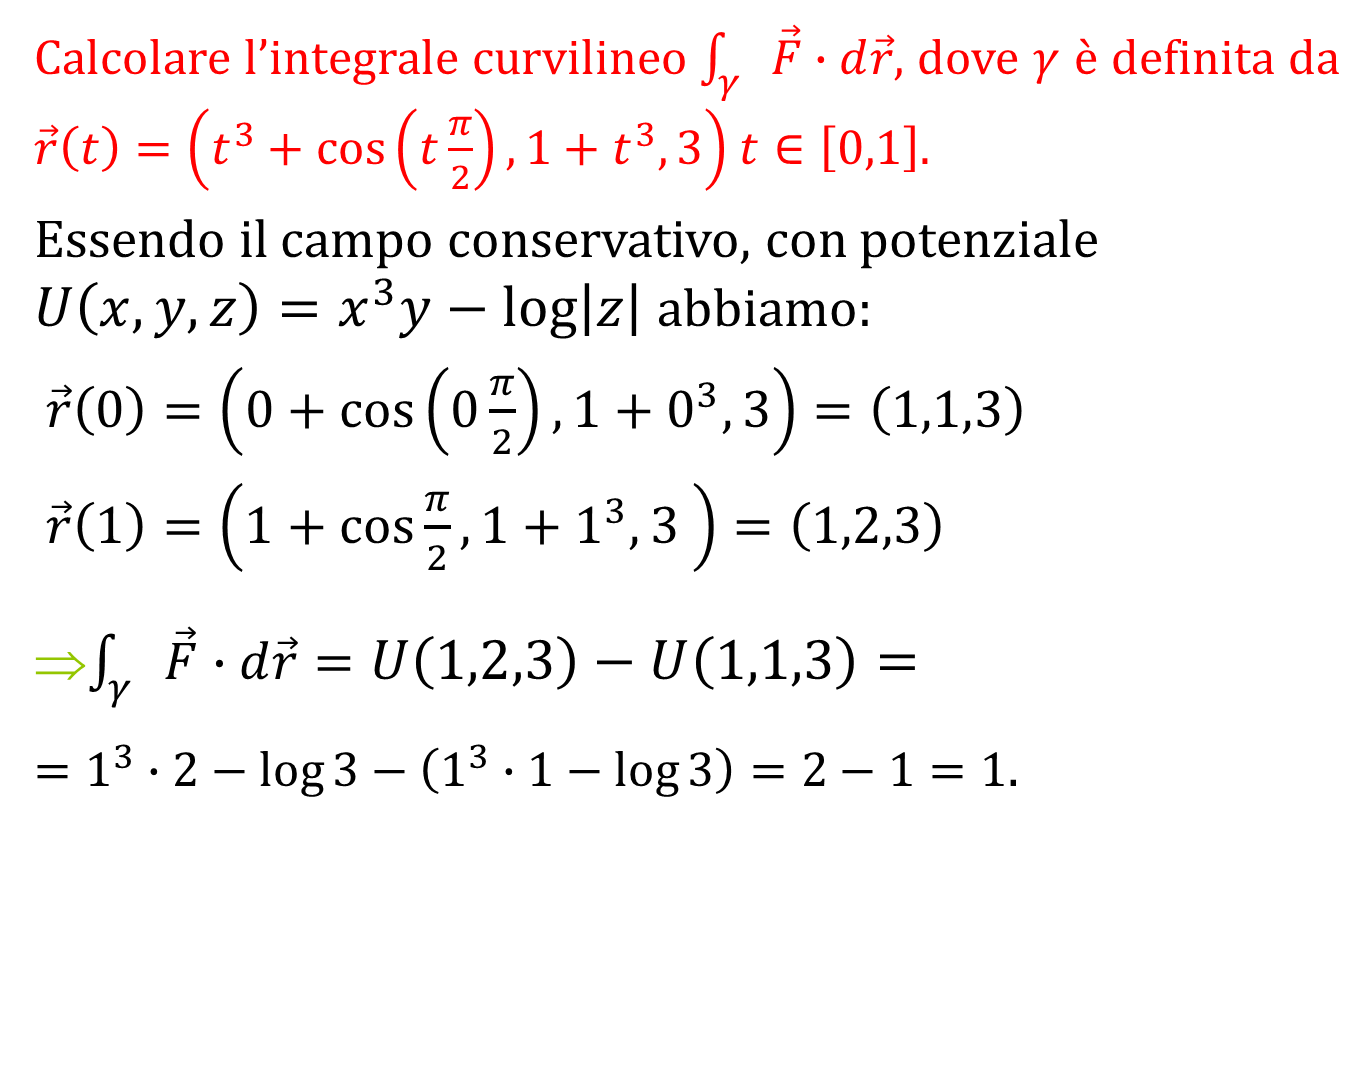 Calcolare l’integrale curvilineo ∫_γ F⃗ · dr⃗, dove γ è definita da
r⃗(t) = (t³ + cos(t π/2), 1 + t³, 3) t ∈ [0,1].
Essendo il campo conservativo, con potenziale
U(x, y, z) = x³y − log|z| abbiamo:
r⃗(0) = (0 + cos(0 π/2), 1 + 0³, 3) = (1,1,3)
r⃗(1) = (1 + cos π/2, 1 + 1³, 3 ) = (1,2,3)
⇒∫_γ F⃗ · dr⃗ = U(1,2,3) − U(1,1,3) =
= 1³ · 2 − log 3 − (1³ · 1 − log 3) = 2 − 1 = 1.